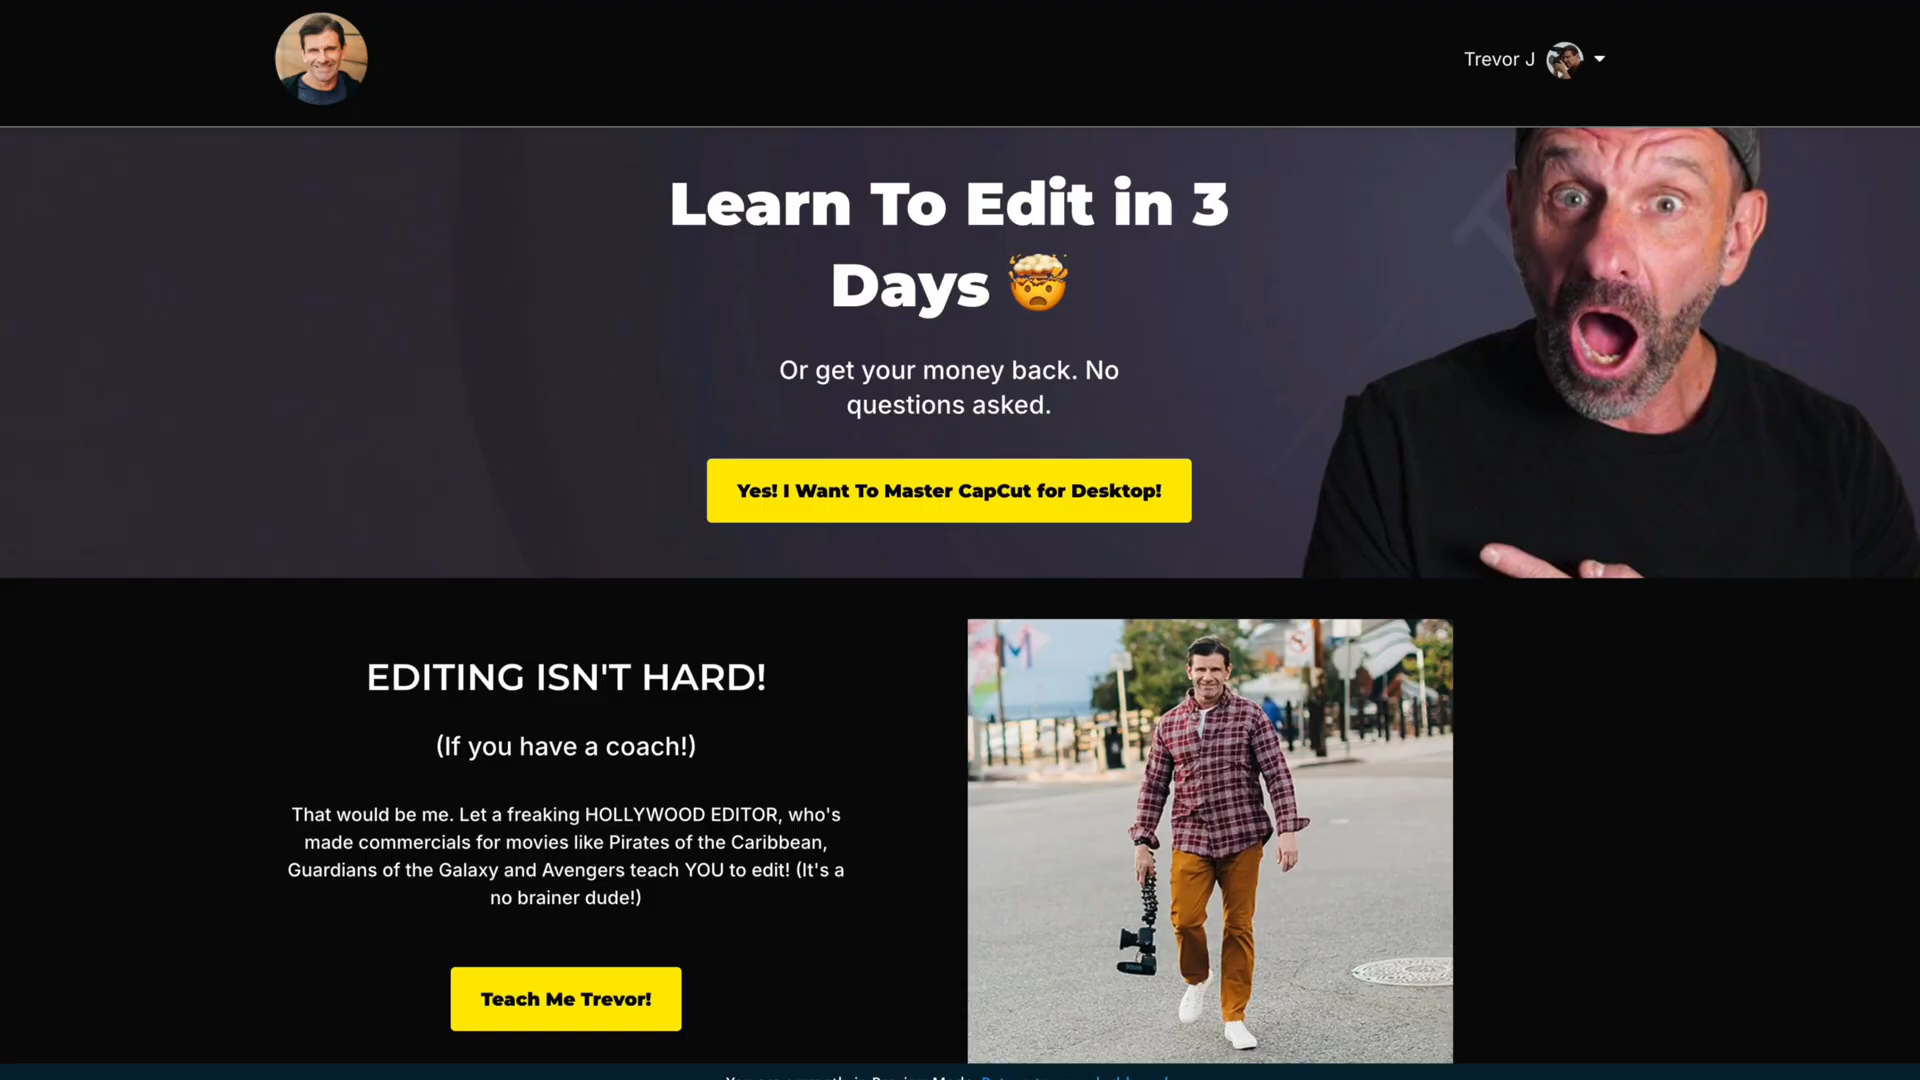 Trevor J
Learn To Edit in 3
Days 🤯
Or get your money back. No
questions asked.
Yes! I Want To Master CapCut for Desktop!
EDITING ISN'T HARD!
(If you have a coach!)
That would be me. Let a freaking HOLLYWOOD EDITOR, who's
made commercials for movies like Pirates of the Caribbean,
Guardians of the Galaxy and Avengers teach YOU to edit! (It's a
no brainer dude!)
Teach Me Trevor!